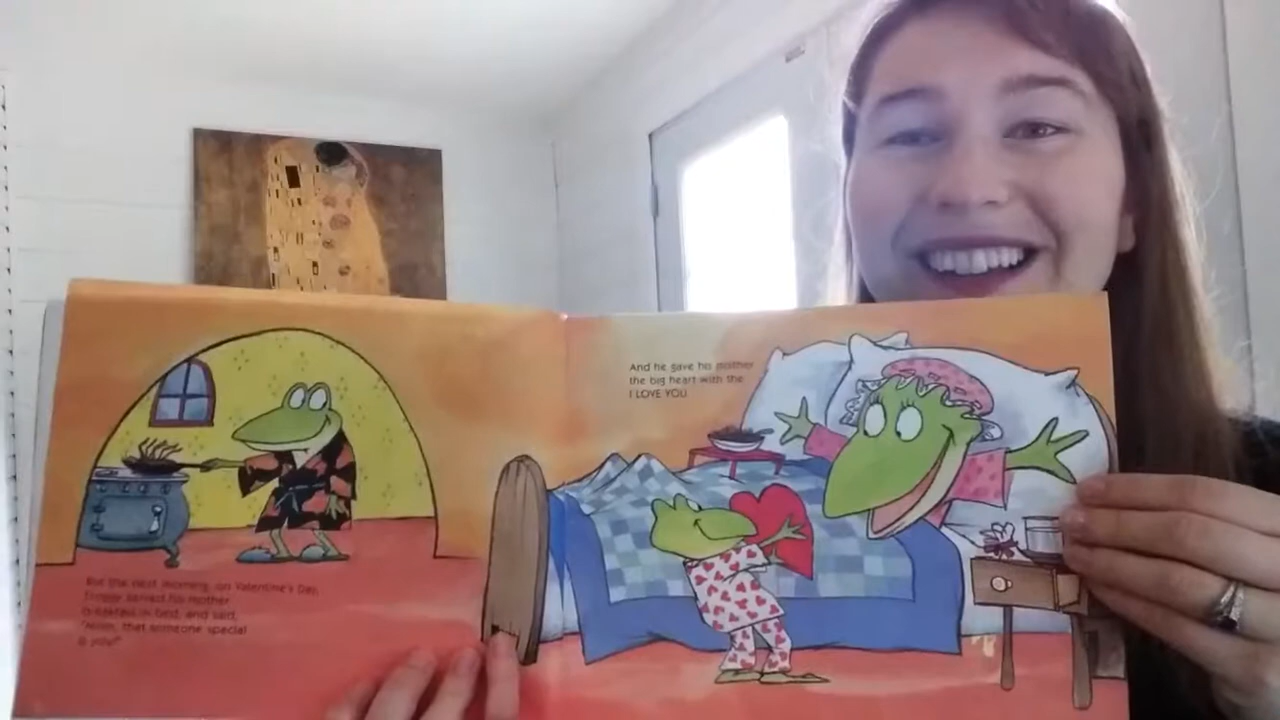 But the next morning, on Valentine's Day,
Froggy served his mother
breakfast in bed, and said,
"Mom, that someone special
is you!"
And he gave his mother
the big heart with the
I LOVE YOU